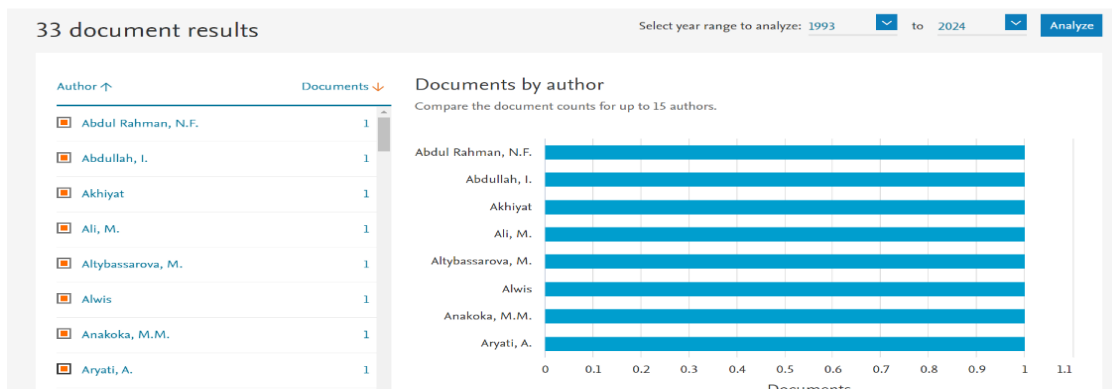 33 document results
Select year range to analyze: 1993 to 2024 Analyze
Author Documents
Abdul Rahman, N.F. 1
Abdullah, I. 1
Akhiyat 1
Ali, M. 1
Altybassarova, M. 1
Alwis 1
Anakoka, M.M. 1
Aryati, A. 1
Documents by author
Compare the document counts for up to 15 authors.
Abdul Rahman, N.F.
Abdullah, I.
Akhiyat
Ali, M.
Altybassarova, M.
Alwis
Anakoka, M.M.
Aryati, A.
0 0.1 0.2 0.3 0.4 0.5 0.6 0.7 0.8 0.9 1 1.1
Documents